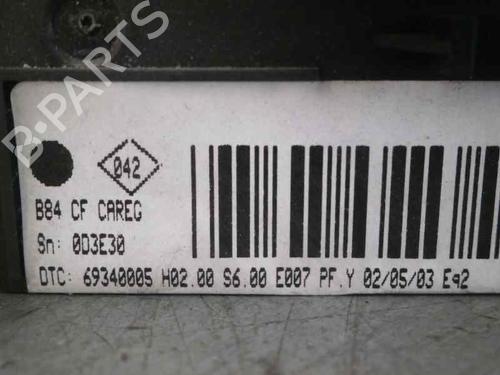 B-PARTS
042
B84 CF CAREG
Sn: 0D3E30
DTC: 69340005 H02.00 S6.00 E007 PF.Y 02/05/03 Eq2